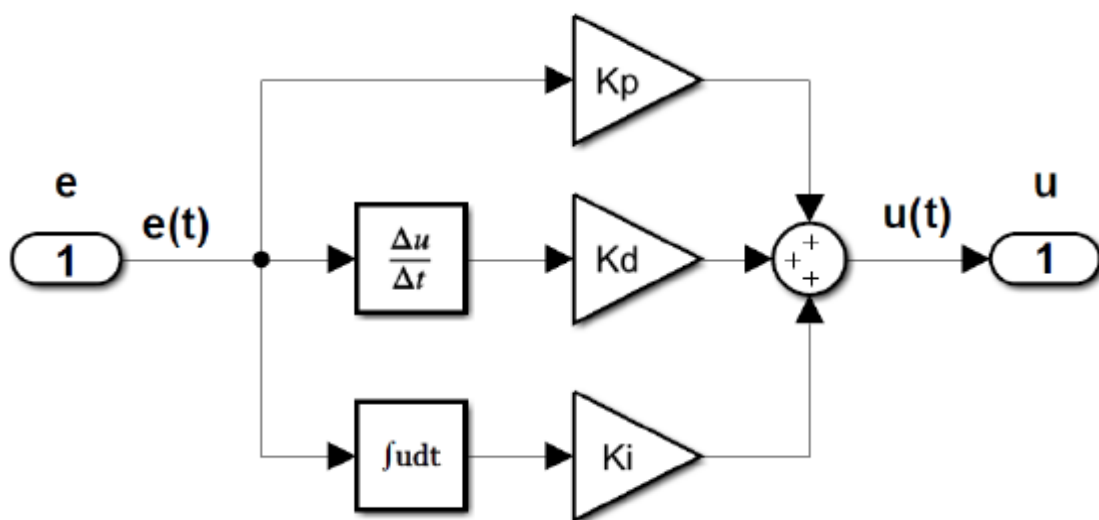 Kp
e
e(t)
1
Δu
Δt
Kd
+
+
+
u(t)
u
1
∫udt
Ki